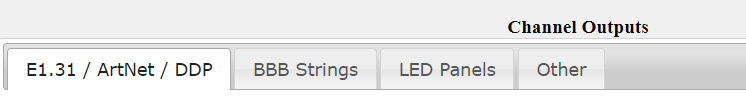 Channel Outputs
E1.31 / ArtNet / DDP BBB Strings LED Panels Other